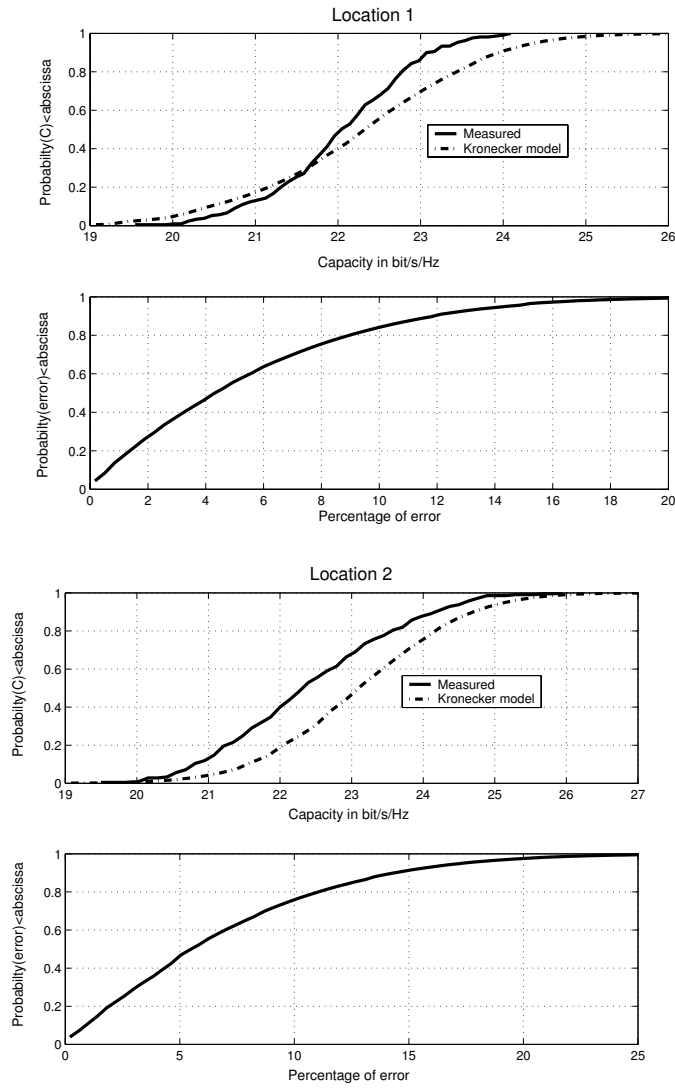 Location 1
Probabilty(C)<abscissa
1
0.8
0.6
0.4
0.2
0
Measured
Kronecker model
19 20 21 22 23 24 25 26
Capacity in bit/s/Hz
Probabilty(error)<abscissa
1
0.8
0.6
0.4
0.2
0
0 2 4 6 8 10 12 14 16 18 20
Percentage of error
Location 2
Probabilty(C)<abscissa
1
0.8
0.6
0.4
0.2
0
Measured
Kronecker model
19 20 21 22 23 24 25 26 27
Capacity in bit/s/Hz
Probabilty(error)<abscissa
1
0.8
0.6
0.4
0.2
0
0 5 10 15 20 25
Percentage of error